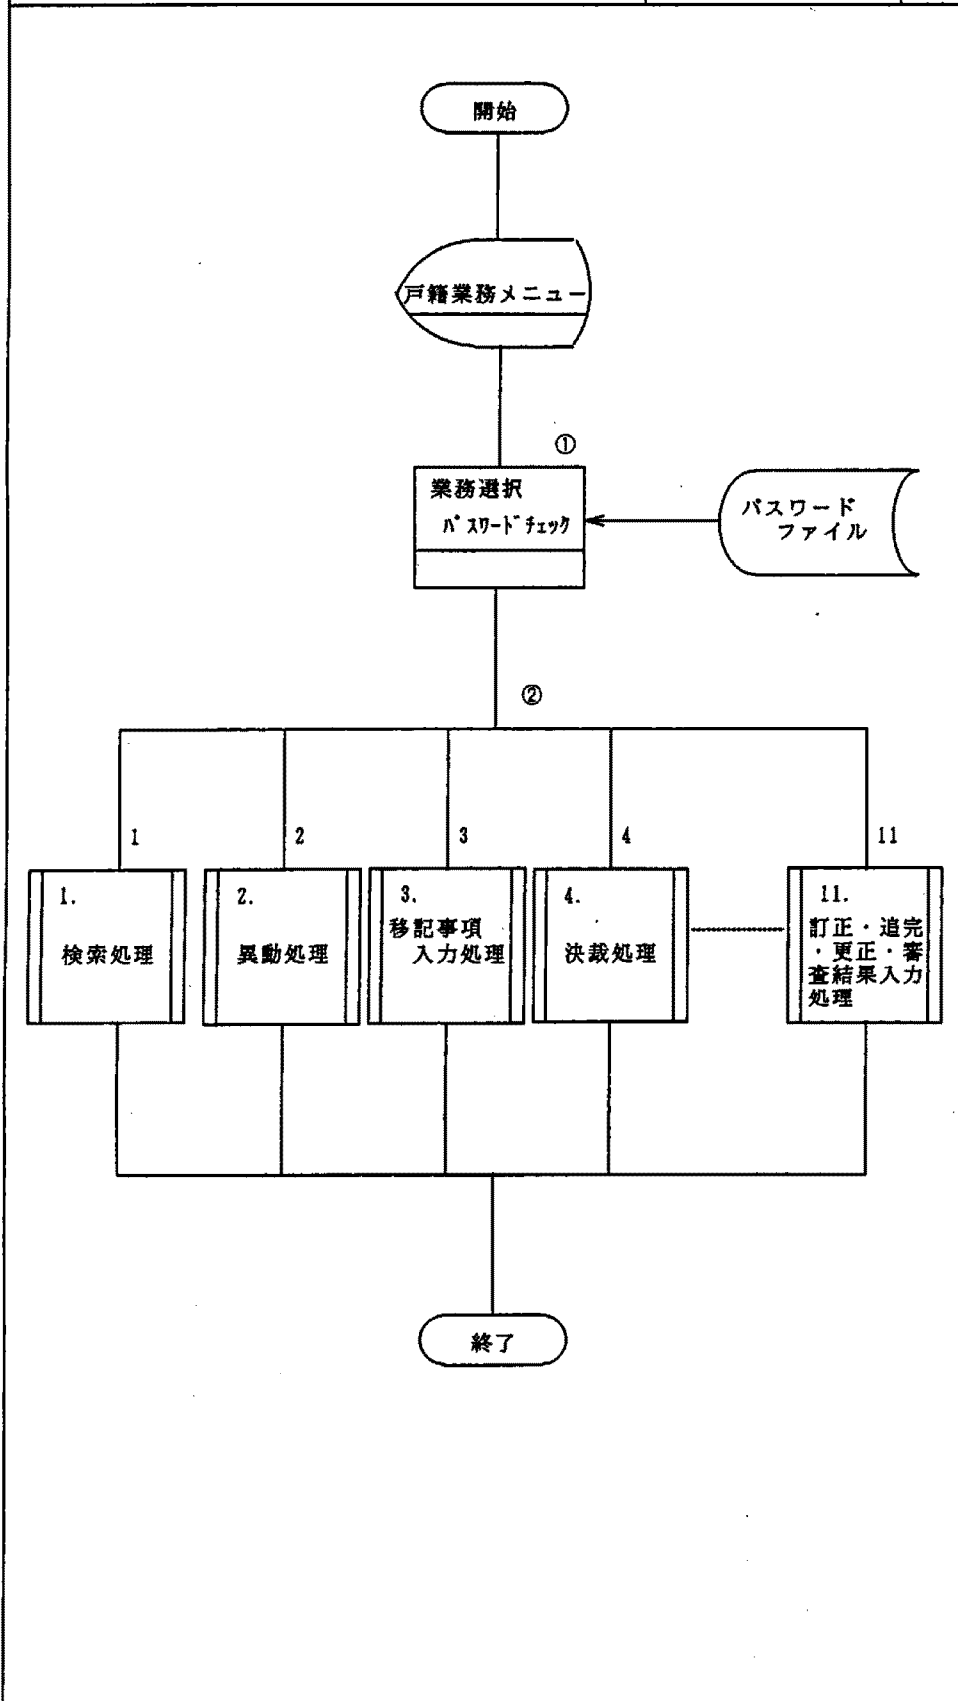 開始
戸籍業務メニュー
①
業務選択
パスワードチェック
パスワード
ファイル
②
1
2
3
4
11
1.
検索処理
2.
異動処理
3.
移記事項
入力処理
4.
決裁処理
11.
訂正・追完
・更正・審
査結果入力
処理
終了